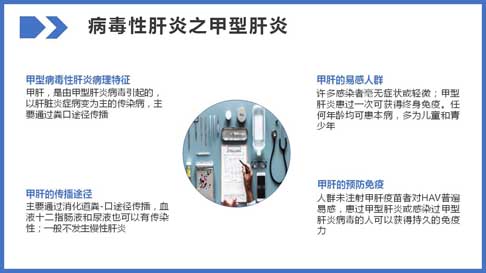 病毒性肝炎之甲型肝炎
甲型病毒性肝炎病理特征
甲肝，是由甲型肝炎病毒引起的，
以肝脏炎症病变为主的传染病，主
要通过粪口途径传播
甲肝的传播途径
主要通过消化道粪-口途径传播，血
液十二指肠液和尿液也可以有传染
性；一般不发生慢性肝炎
甲肝的易感人群
许多感染者毫无症状或轻微；甲型
肝炎患过一次可获得终身免疫。任
何年龄均可患本病，多为儿童和青
少年
甲肝的预防免疫
人群未注射甲肝疫苗者对HAV普遍
易感，患过甲型肝炎或感染过甲型
肝炎病毒的人可以获得持久的免疫
力